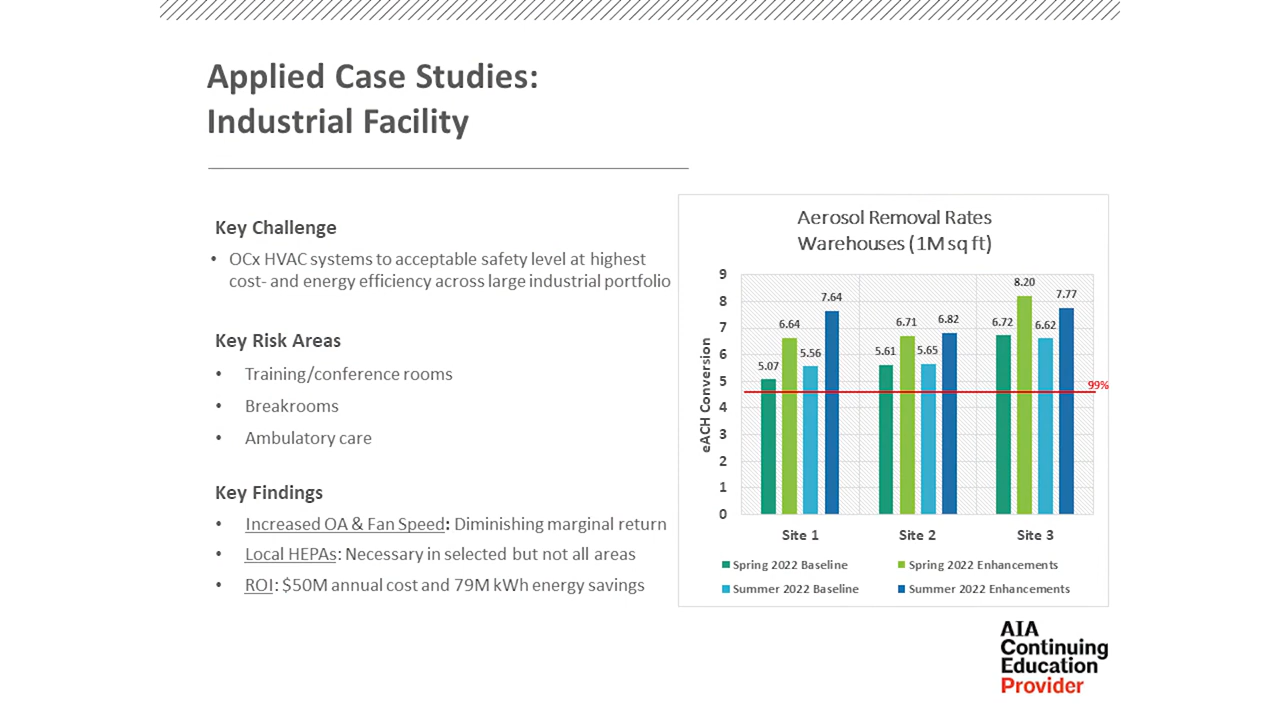 Applied Case Studies:
Industrial Facility
Key Challenge
• OCx HVAC systems to acceptable safety level at highest
cost- and energy efficiency across large industrial portfolio
Key Risk Areas
• Training/conference rooms
• Breakrooms
• Ambulatory care
Key Findings
• Increased OA & Fan Speed: Diminishing marginal return
• Local HEPAs: Necessary in selected but not all areas
• ROI: $50M annual cost and 79M kWh energy savings
Aerosol Removal Rates
Warehouses (1M sq ft)
eACH Conversion
9
8
7
6
5
4
3
2
1
0
5.07
6.64
5.56
7.64
5.61
6.71
5.65
6.82
6.72
8.20
6.62
7.77
99%
Site 1
Site 2
Site 3
Spring 2022 Baseline
Spring 2022 Enhancements
Summer 2022 Baseline
Summer 2022 Enhancements
AIA
Continuing
Education
Provider